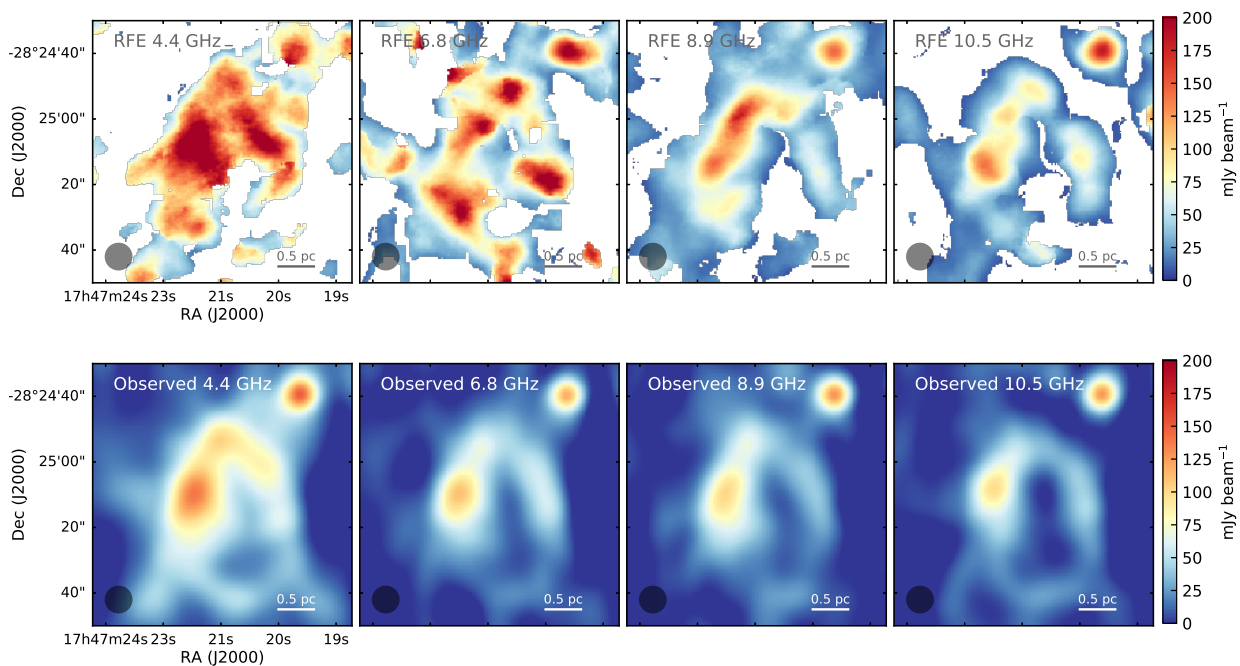 RFE 4.4 GHz
RFE 6.8 GHz
RFE 8.9 GHz
RFE 10.5 GHz
-28°24'40"
25'00"
20"
40"
Dec (J2000)
0.5 pc
0.5 pc
0.5 pc
0.5 pc
17h47m24s 23s 21s 20s 19s
RA (J2000)
200
175
150
125
100
75
50
25
0
mJy beam⁻¹
Observed 4.4 GHz
Observed 6.8 GHz
Observed 8.9 GHz
Observed 10.5 GHz
-28°24'40"
25'00"
20"
40"
Dec (J2000)
0.5 pc
0.5 pc
0.5 pc
0.5 pc
17h47m24s 23s 21s 20s 19s
RA (J2000)
200
175
150
125
100
75
50
25
0
mJy beam⁻¹